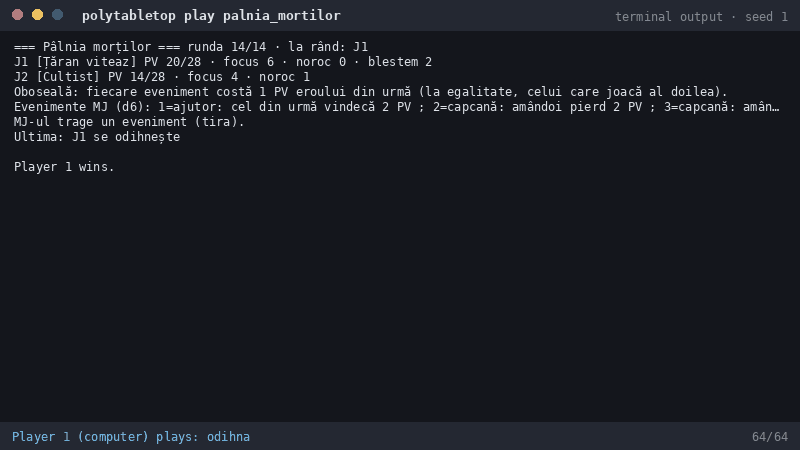 polytabletop play palnia_mortilor
terminal output · seed 1
=== Pâlnia morților === runda 14/14 · la rând: J1
J1 [Țăran viteaz] PV 20/28 · focus 6 · noroc 0 · blestem 2
J2 [Cultist] PV 14/28 · focus 4 · noroc 1
Oboseală: fiecare eveniment costă 1 PV eroului din urmă (la egalitate, celui care joacă al doilea).
Evenimente MJ (d6): 1=ajutor: cel din urmă vindecă 2 PV ; 2=capcană: amândoi pierd 2 PV ; 3=capcană: amân…
MJ-ul trage un eveniment (tira).
Ultima: J1 se odihnește
Player 1 wins.
Player 1 (computer) plays: odihna
64/64